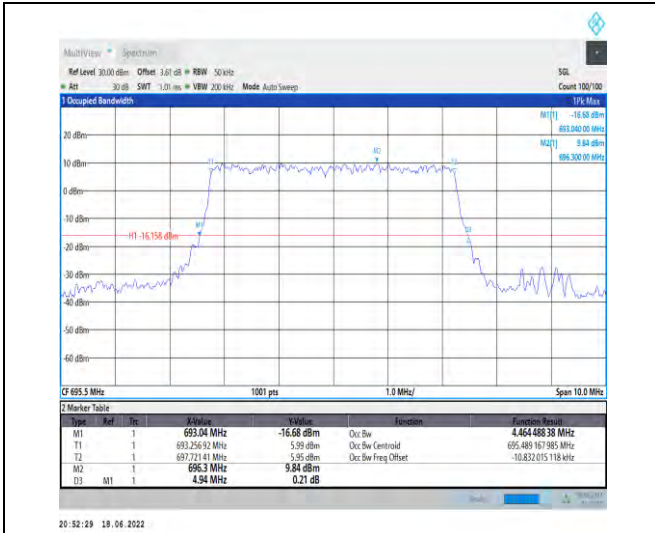 MultiView Spectrum
Ref Level 30.00 dBm Offset 3.61 dB RBW 50 kHz SGL
Att 30 dB SWT 1.01 ms VBW 200 kHz Mode Auto Sweep Count 100/100
1 Occupied Bandwidth 1Pk Max
M1[1] -16.68 dBm
693.040 00 MHz
20 dBm M2[1] 9.84 dBm
696.300 00 MHz
M2
10 dBm T1 T2
0 dBm
-10 dBm
M1 D3
H1 -16.158 dBm
-20 dBm
-30 dBm
-40 dBm
-50 dBm
-60 dBm
CF 695.5 MHz 1001 pts 1.0 MHz/ Span 10.0 MHz
2 Marker Table
Type Ref Trc X-Value Y-Value Function Function Result
M1 1 693.04 MHz -16.68 dBm Occ Bw 4.464 488 38 MHz
T1 1 693.256 92 MHz 5.99 dBm Occ Bw Centroid 695.489 167 985 MHz
T2 1 697.721 41 MHz 5.95 dBm Occ Bw Freq Offset -10.832 015 118 kHz
M2 1 696.3 MHz 9.84 dBm
D3 M1 1 4.94 MHz 0.21 dB
20:52:29 18.06.2022